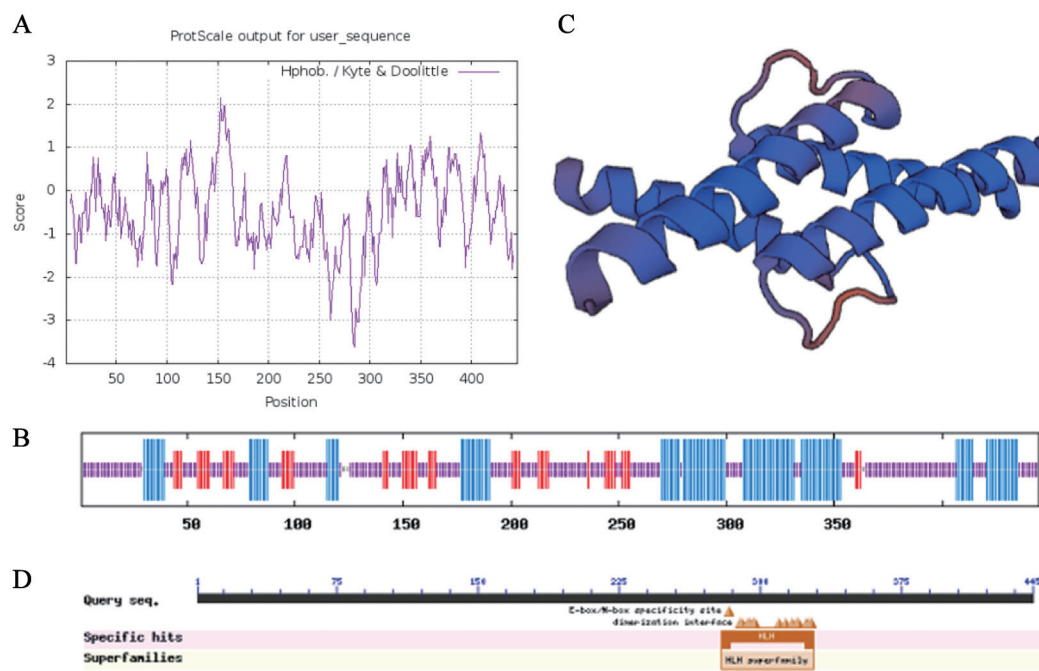 A
ProtScale output for user_sequence
Hphob. / Kyte & Doolittle
3
2
1
0
-1
-2
-3
-4
Score
50 100 150 200 250 300 350 400
Position
C
B
50 100 150 200 250 300 350
D
1 75 150 225 300 375 445
Query seq.
E-box/N-box specificity site
dimerization interface
Specific hits
HLH
Superfamilies
HLH superfamily